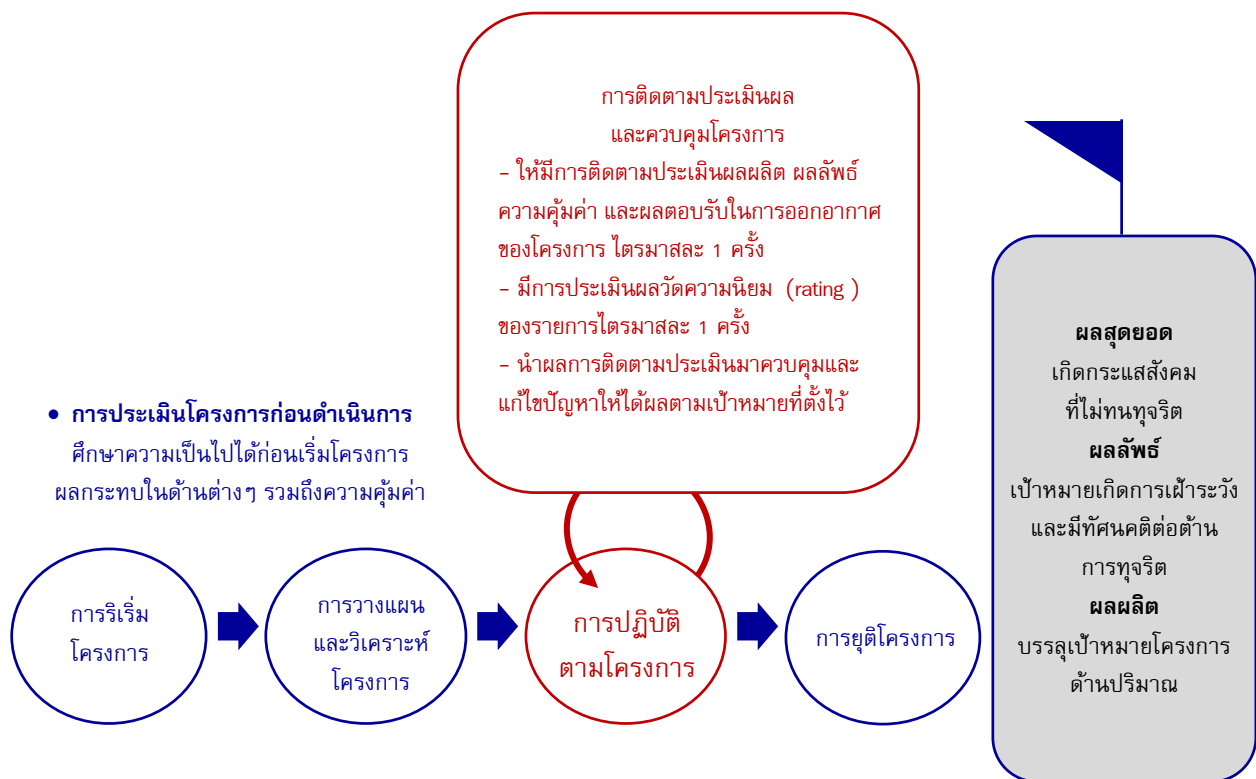 การติดตามประเมินผล
และควบคุมโครงการ
– ให้มีการติดตามประเมินผลผลิต ผลลัพธ์
ความคุ้มค่า และผลตอบรับในการออกอากาศ
ของโครงการ ไตรมาสละ 1 ครั้ง
– มีการประเมินผลวัดความนิยม (rating )
ของรายการไตรมาสละ 1 ครั้ง
– นำผลการติดตามประเมินมาควบคุมและ
แก้ไขปัญหาให้ได้ผลตามเป้าหมายที่ตั้งไว้
• การประเมินโครงการก่อนดำเนินการ
ศึกษาความเป็นไปได้ก่อนเริ่มโครงการ
ผลกระทบในด้านต่างๆ รวมถึงความคุ้มค่า
การริเริ่ม
โครงการ
การวางแผน
และวิเคราะห์
โครงการ
การปฏิบัติ
ตามโครงการ
การยุติโครงการ
ผลสุดยอด
เกิดกระแสสังคม
ที่ไม่ทนทุจริต
ผลลัพธ์
เป้าหมายเกิดการเฝ้าระวัง
และมีทัศนคติต่อต้าน
การทุจริต
ผลผลิต
บรรลุเป้าหมายโครงการ
ด้านปริมาณ